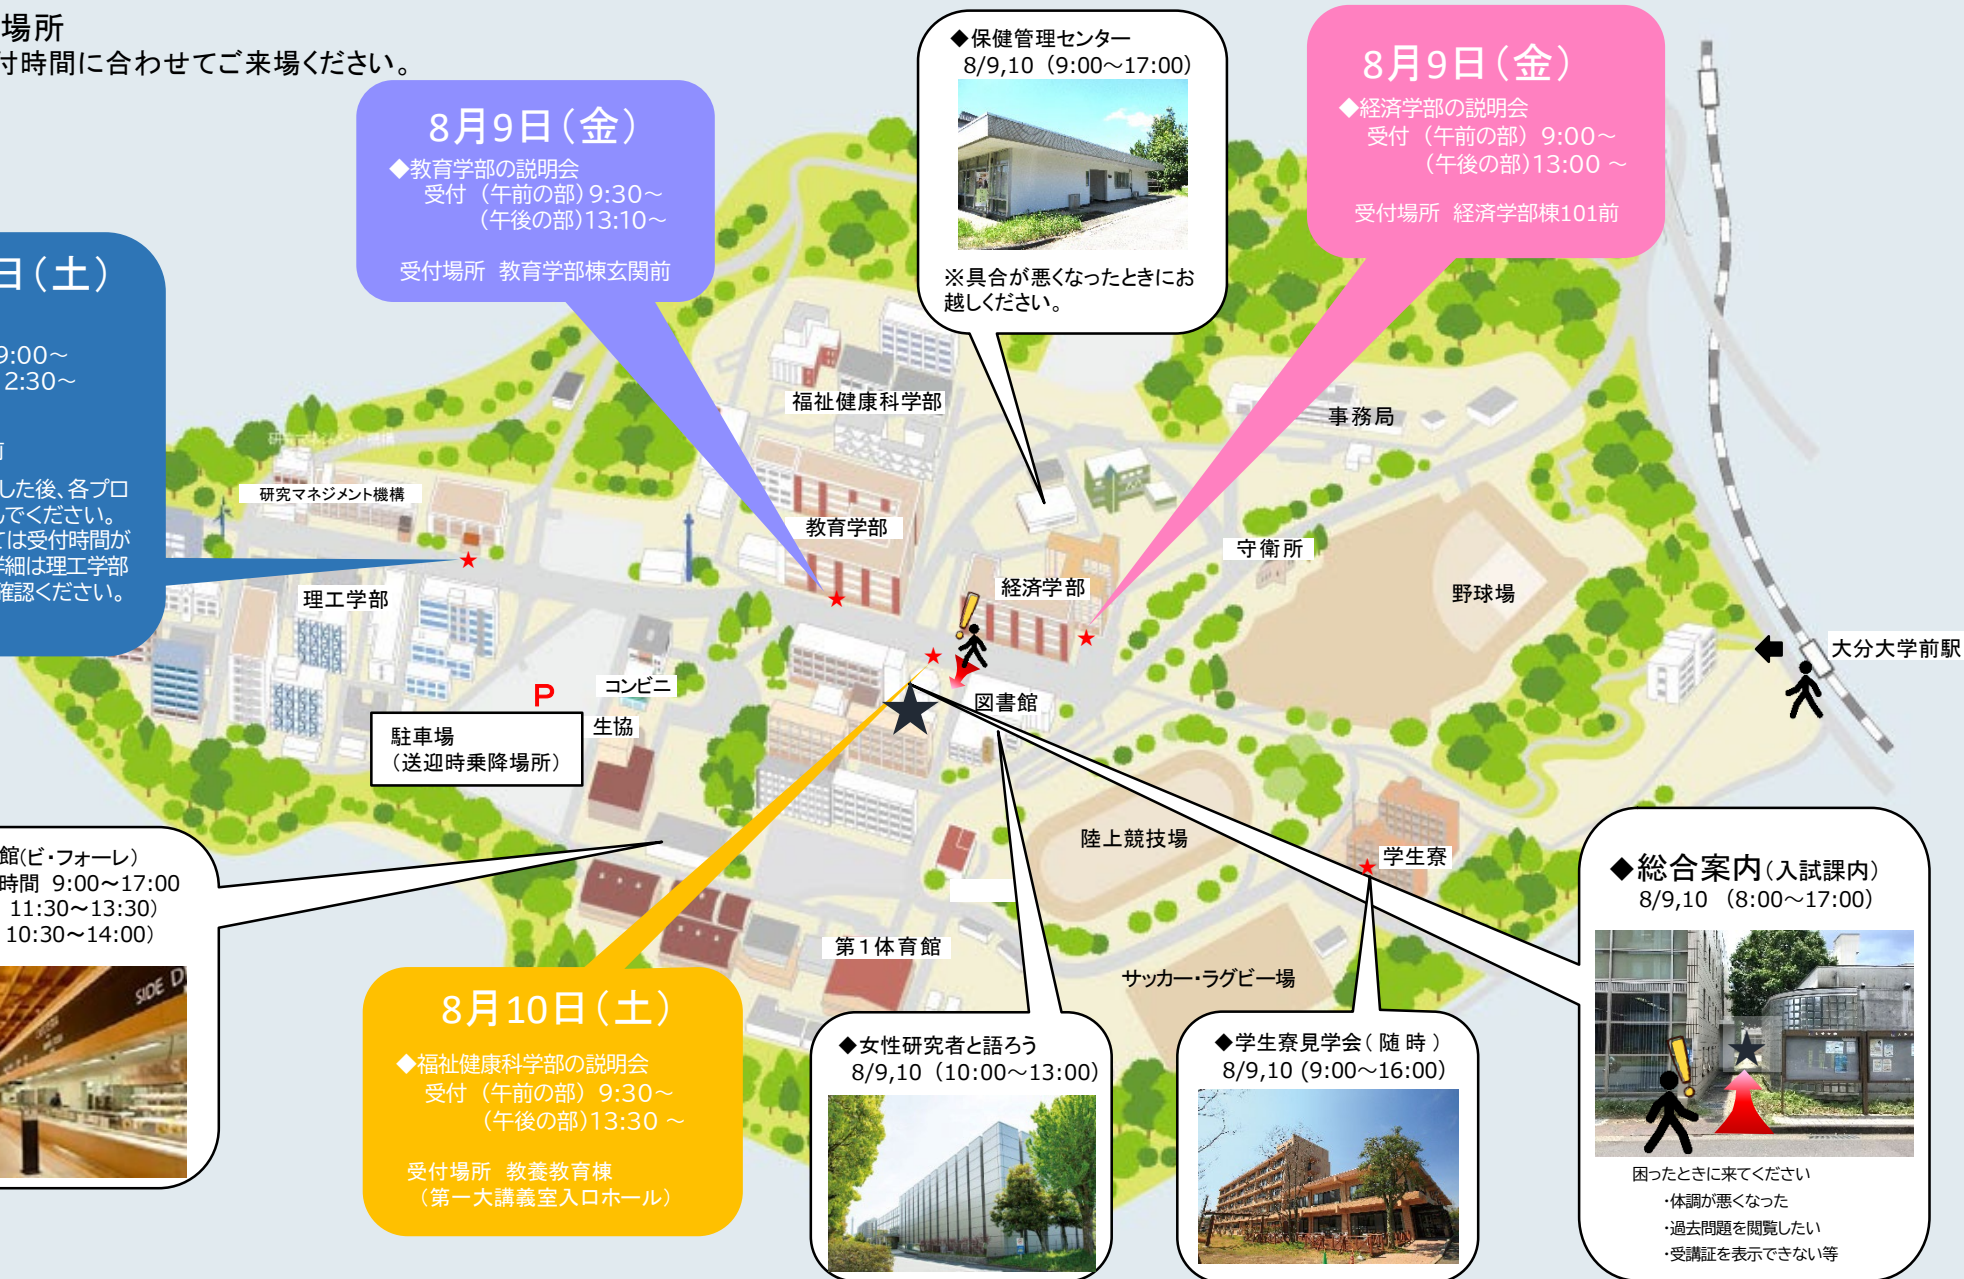 場所
付時間に合わせてご来場ください。
8月9日（金）
◆教育学部の説明会
受付（午前の部）9:30～
（午後の部）13:10～
受付場所 教育学部棟玄関前
◆保健管理センター
8/9,10（9:00～17:00）
※具合が悪くなったときにお
越しください。
8月9日（金）
◆経済学部の説明会
受付（午前の部）9:00～
（午後の部）13:00～
受付場所 経済学部棟101前
日（土）
9:00～
2:30～
前
した後、各プロ
んでください。
ては受付時間が
詳細は理工学部
確認ください。
福祉健康科学部
事務局
研究マネジメント機構
研究マネジメント機構
教育学部
守衛所
経済学部
野球場
理工学部
大分大学前駅
コンビニ
P
図書館
生協
駐車場
（送迎時乗降場所）
陸上競技場
学生寮
第１体育館
サッカー・ラグビー場
館（ビ・フォーレ）
時間 9:00～17:00
11:30～13:30）
10:30～14:00）
SIDE D
8月10日（土）
◆福祉健康科学部の説明会
受付（午前の部）9:30～
（午後の部）13:30～
受付場所 教養教育棟
（第一大講義室入口ホール）
◆女性研究者と語ろう
8/9,10（10:00～13:00）
◆学生寮見学会（随時）
8/9,10 (9:00～16:00)
◆総合案内（入試課内）
8/9,10（8:00～17:00）
困ったときに来てください
・体調が悪くなった
・過去問題を閲覧したい
・受講証を表示できない等